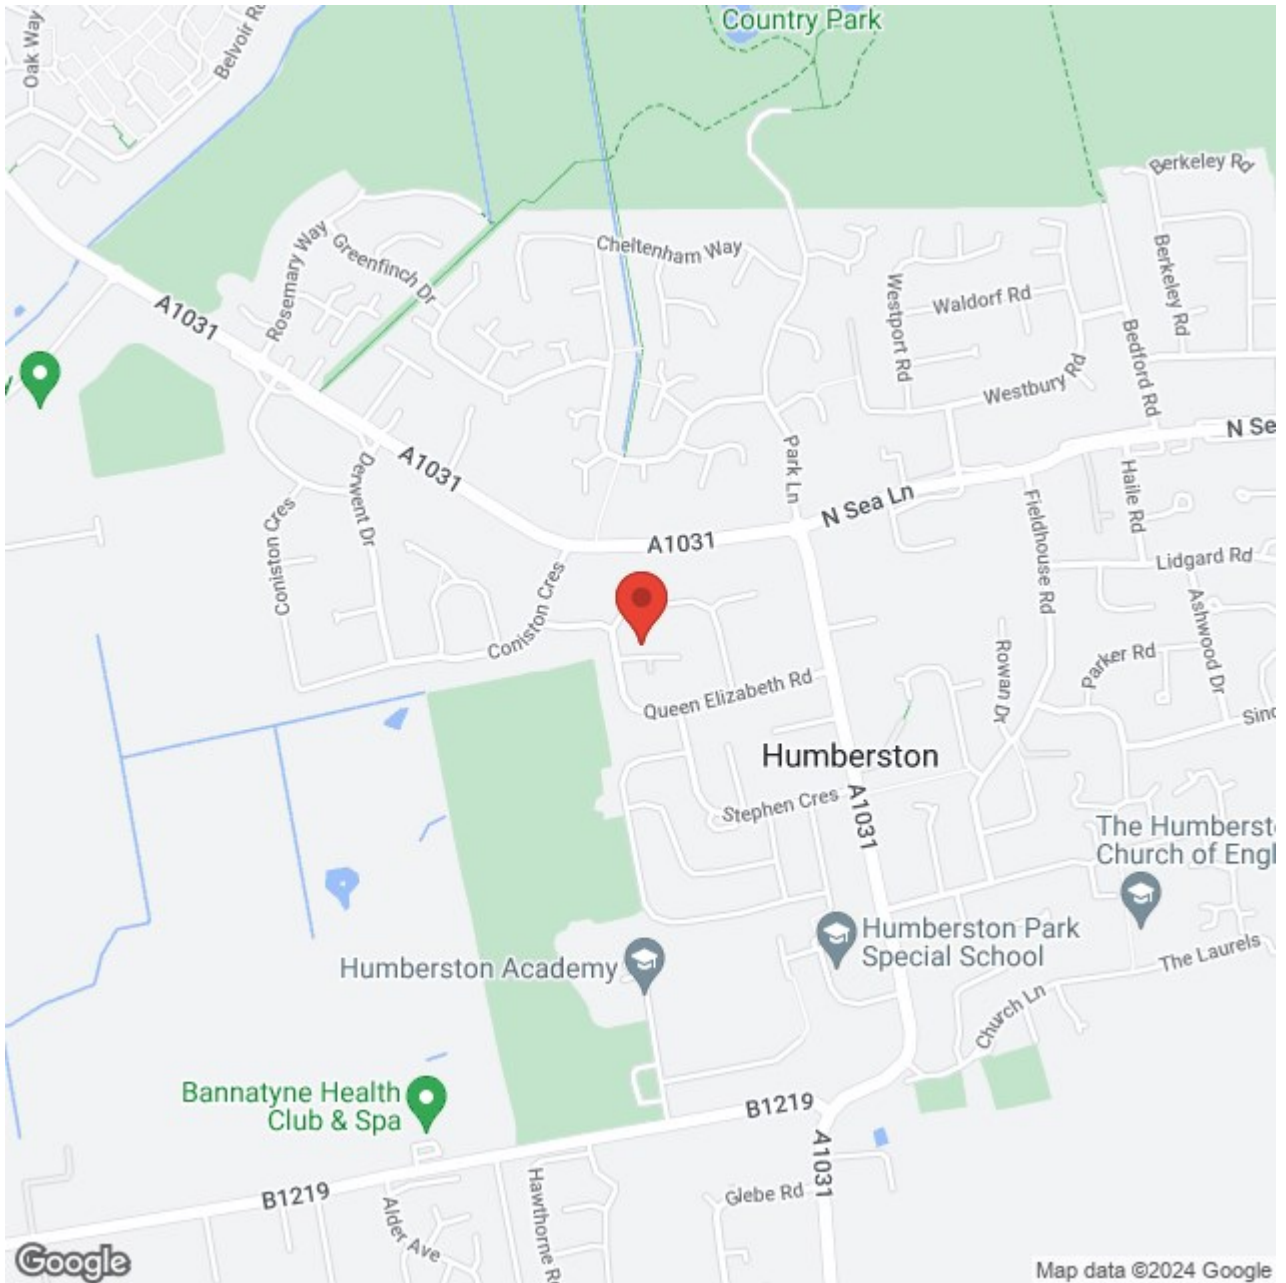 Country Park
Oak Way
Belvoir Rd
Berkeley Rd
Cheltenham Way
Rosemary Way
Greenfinch Dr
Berkeley Rd
Westport Rd
Waldorf Rd
A1031
Bedford Rd
Westbury Rd
N Se
Park Ln
A1031
Derwent Dr
Haile Rd
N Sea Ln
Coniston Cres
Fieldhouse Rd
A1031
Lidgard Rd
Coniston Cres
Ashwood Dr
Rowan Dr
Parker Rd
Queen Elizabeth Rd
Sinc
Humberston
Stephen Cres
A1031
The Humbersto
Church of Engl
Humberston Park
Special School
Humberston Academy
The Laurels
Church Ln
Bannatyne Health
Club & Spa
B1219
A1031
B1219
Hawthorne Rd
Glebe Rd
Alder Ave
Google
Map data ©2024 Google